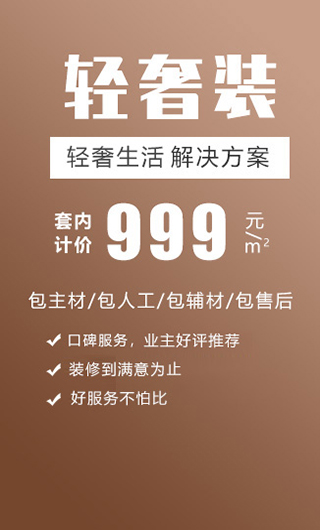 轻奢装
轻奢生活 解决方案
套内
计价
999
元/m²
包主材/包人工/包辅材/包售后
口碑服务，业主好评推荐
装修到满意为止
好服务不怕比